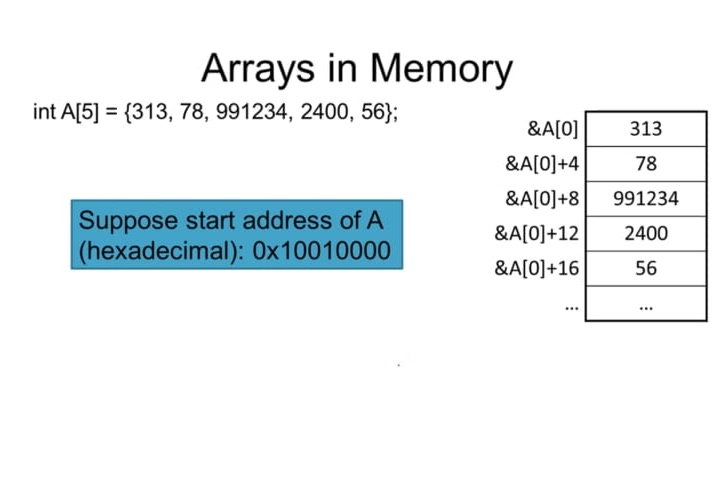 Arrays in Memory
int A[5] = {313, 78, 991234, 2400, 56};
&A[0] 313
&A[0]+4 78
&A[0]+8 991234
&A[0]+12 2400
&A[0]+16 56
... ...
Suppose start address of A
(hexadecimal): 0x10010000